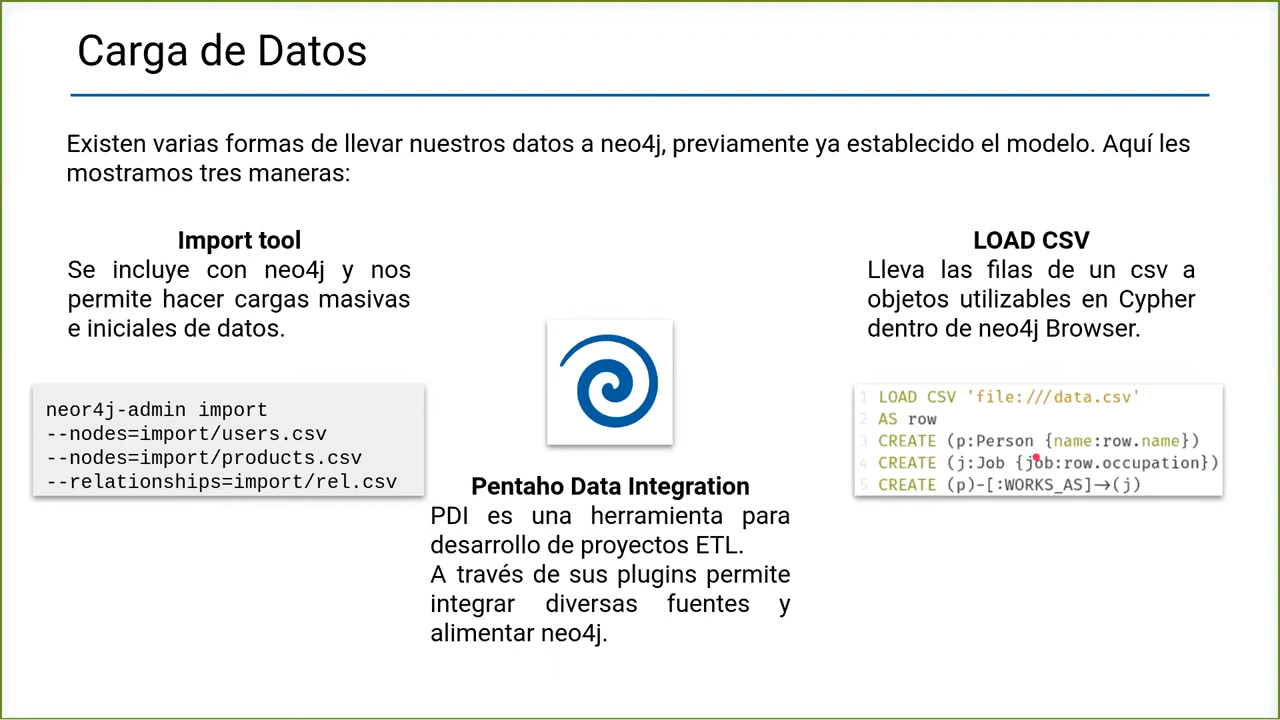 Carga de Datos
Existen varias formas de llevar nuestros datos a neo4j, previamente ya establecido el modelo. Aquí les
mostramos tres maneras:
Import tool
Se incluye con neo4j y nos
permite hacer cargas masivas
e iniciales de datos.
neor4j-admin import
--nodes=import/users.csv
--nodes=import/products.csv
--relationships=import/rel.csv
Pentaho Data Integration
PDI es una herramienta para
desarrollo de proyectos ETL.
A través de sus plugins permite
integrar diversas fuentes y
alimentar neo4j.
LOAD CSV
Lleva las filas de un csv a
objetos utilizables en Cypher
dentro de neo4j Browser.
1 LOAD CSV 'file:///data.csv'
2 AS row
3 CREATE (p:Person {name:row.name})
4 CREATE (j:Job {job:row.occupation})
5 CREATE (p)-[:WORKS_AS]→(j)